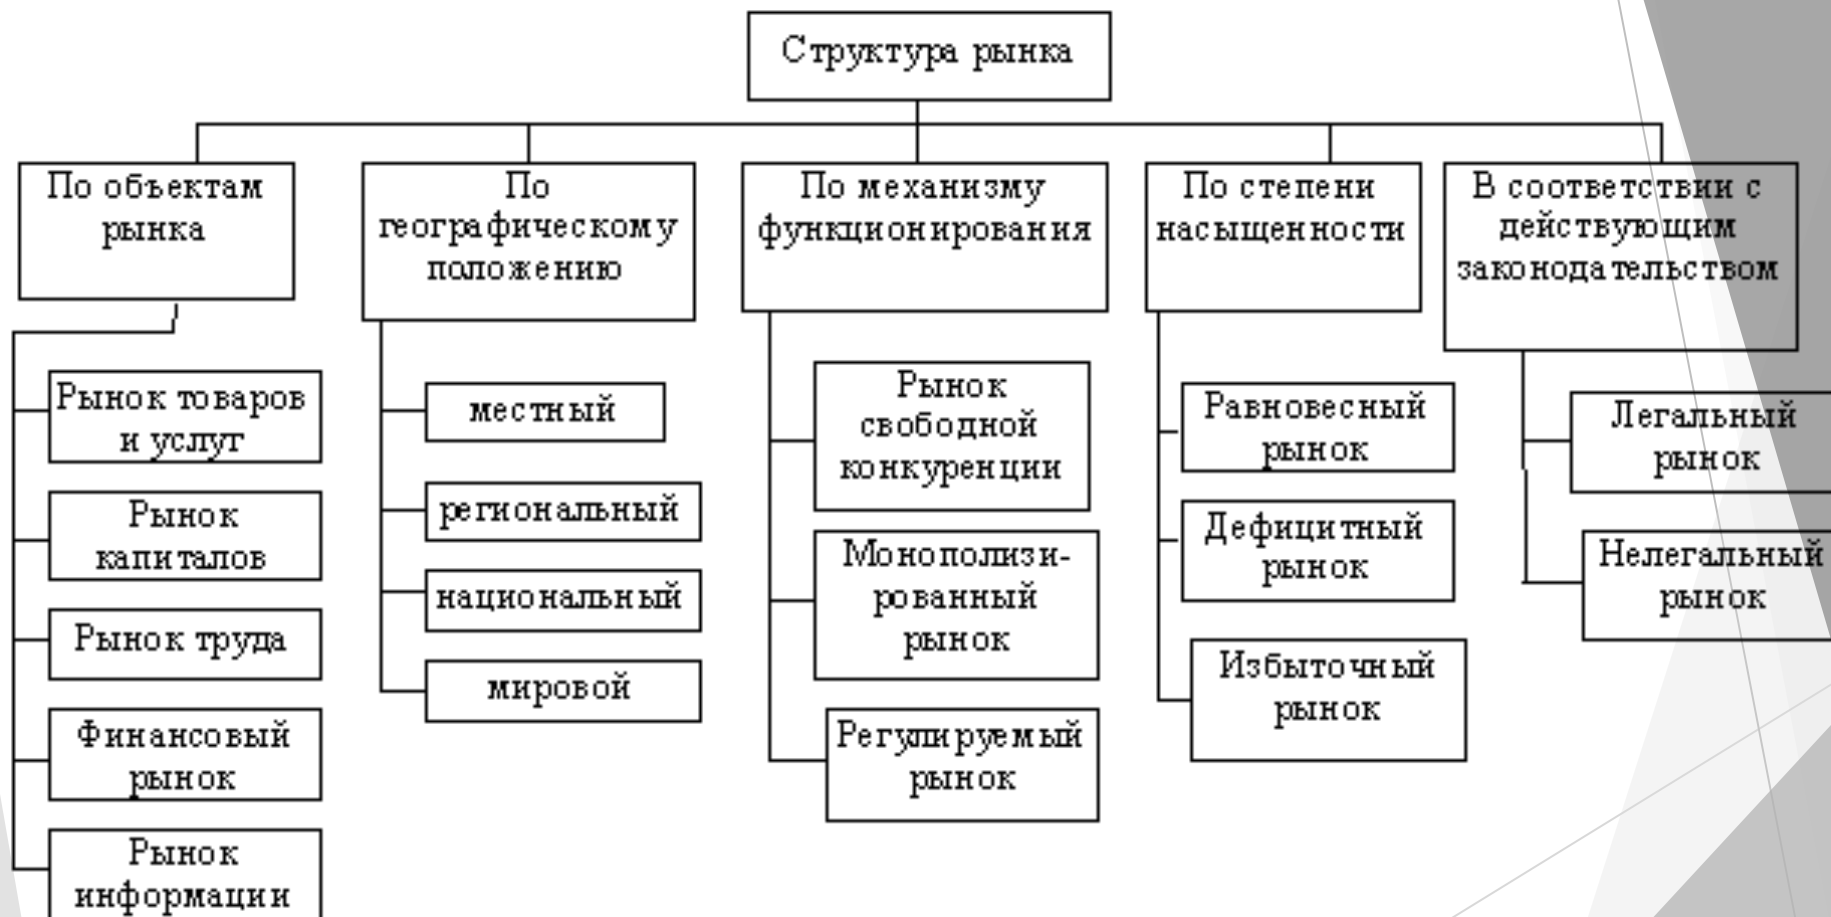 Структура рынка
По объектам
рынка
Рынок товаров
и услуг
Рынок
капиталов
Рынок труда
Финансовый
рынок
Рынок
информации
По
географическому
положению
местный
региональный
национальный
мировой
По механизму
функционирования
Рынок
свободной
конкуренции
Монополизи-
рованный
рынок
Регулируемый
рынок
По степени
насыщенности
Равновесный
рынок
Дефицитный
рынок
Избыточный
рынок
В соответствии с
действующим
законодательством
Легальный
рынок
Нелегальный
рынок